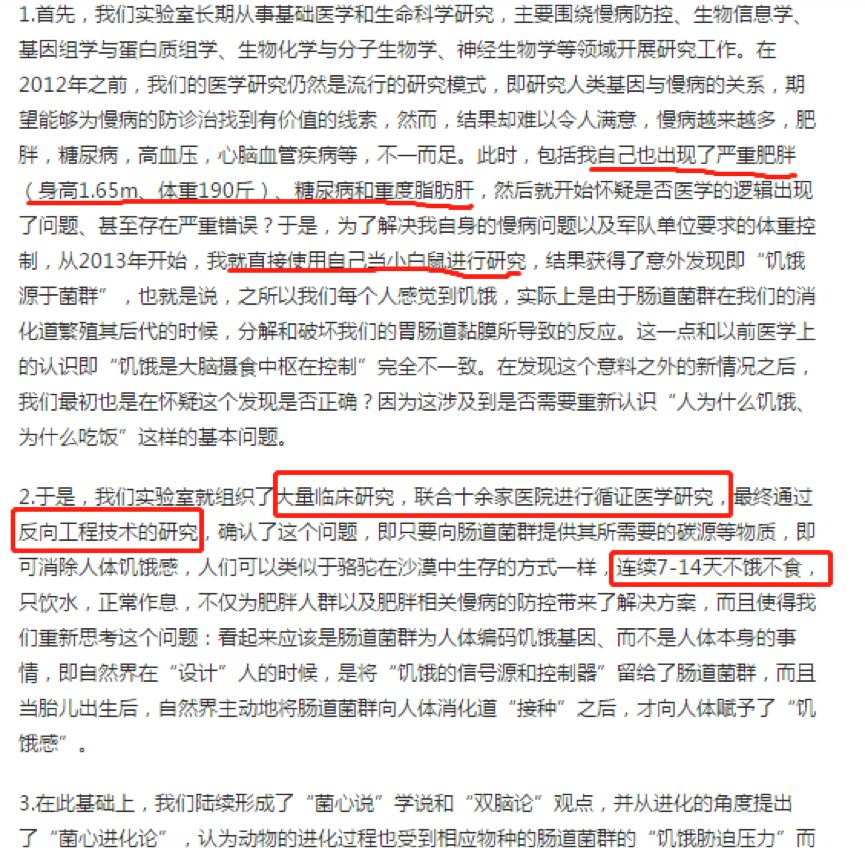 1.首先，我们实验室长期从事基础医学和生命科学研究，主要围绕慢病防控、生物信息学、
基因组学与蛋白质组学、生物化学与分子生物学、神经生物学等领域开展研究工作。在
2012年之前，我们的医学研究仍然是流行的研究模式，即研究人类基因与慢病的关系，期
望能够为慢病的防诊治找到有价值的线索，然而，结果却难以令人满意，慢病越来越多，肥
胖，糖尿病，高血压，心脑血管疾病等，不一而足。此时，包括我自己也出现了严重肥胖
（身高1.65m、体重190斤）、糖尿病和重度脂肪肝，然后就开始怀疑是否医学的逻辑出现
了问题、甚至存在严重错误？于是，为了解决我自身的慢病问题以及军队单位要求的体重控
制，从2013年开始，我就直接使用自己当小白鼠进行研究，结果获得了意外发现即“饥饿
源于菌群”，也就是说，之所以我们每个人感觉到饥饿，实际上是由于肠道菌群在我们的消
化道繁殖其后代的时候，分解和破坏我们的胃肠道黏膜所导致的反应。这一点和以前医学上
的认识即“饥饿是大脑摄食中枢在控制”完全不一致。在发现这个意料之外的新情况之后，
我们最初也是在怀疑这个发现是否正确？因为这涉及到是否需要重新认识“人为什么饥饿、
为什么吃饭”这样的基本问题。
2.于是，我们实验室就组织了大量临床研究，联合十余家医院进行循证医学研究，最终通过
反向工程技术的研究，确认了这个问题，即只要向肠道菌群提供其所需要的碳源等物质，即
可消除人体饥饿感，人们可以类似于骆驼在沙漠中生存的方式一样，连续7-14天不饿不食，
只饮水，正常作息，不仅为肥胖人群以及肥胖相关慢病的防控带来了解决方案，而且使得我
们重新思考这个问题：看起来应该是肠道菌群为人体编码饥饿基因、而不是人体本身的事
情，即自然界在“设计”人的时候，是将“饥饿的信号源和控制器”留给了肠道菌群，而且
当胎儿出生后，自然界主动地将肠道菌群向人体消化道“接种”之后，才向人体赋予了“饥
饿感”。
3.在此基础上，我们陆续形成了“菌心说”学说和“双脑论”观点，并从进化的角度提出
了“菌心进化论”，认为动物的进化过程也受到相应物种的肠道菌群的“饥饿胁迫压力”而